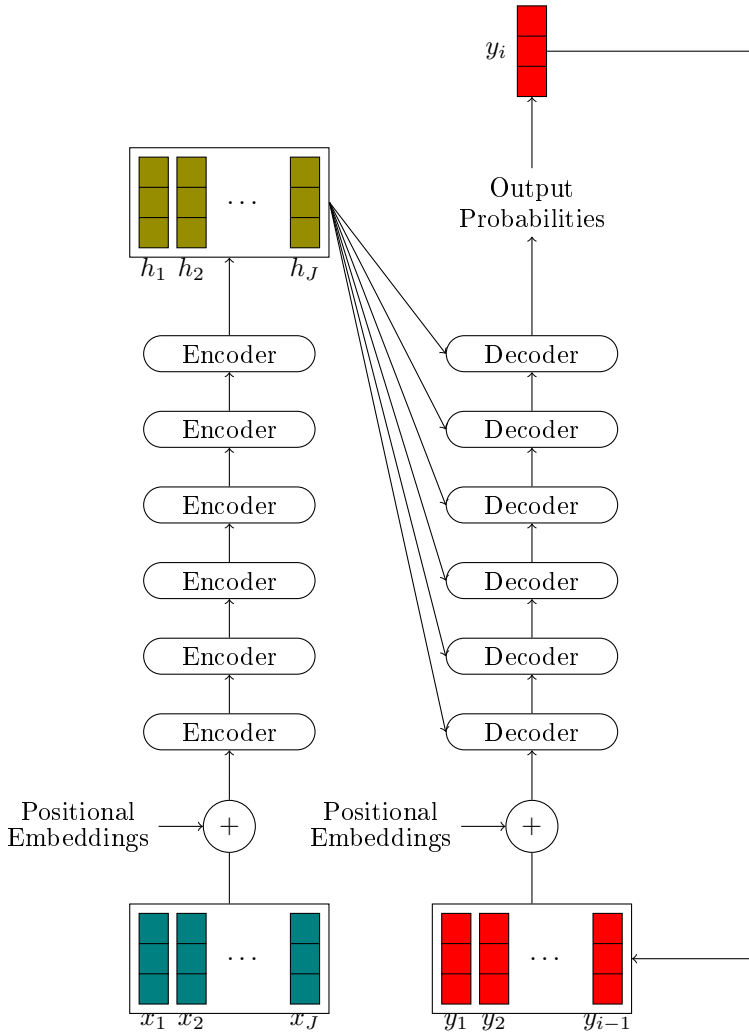 y_i
Output
Probabilities
...
h_1 h_2 h_J
Encoder Decoder
Encoder Decoder
Encoder Decoder
Encoder Decoder
Encoder Decoder
Encoder Decoder
Positional
Embeddings
+
Positional
Embeddings
+
...
x_1 x_2 x_J
...
y_1 y_2 y_{i-1}